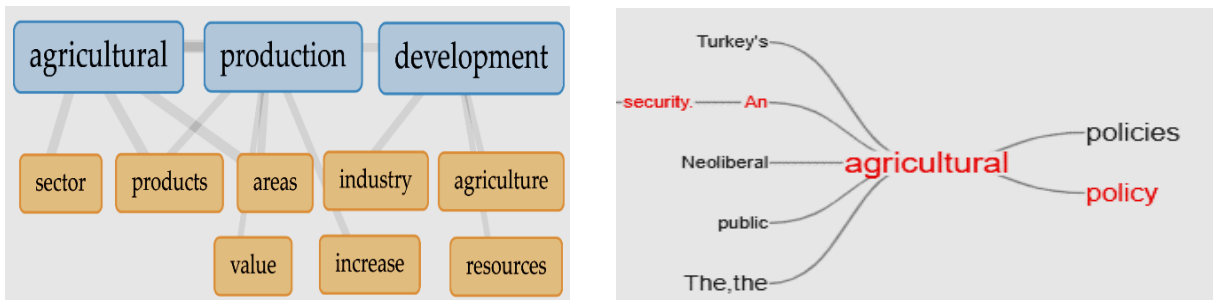 agricultural production development
sector products areas industry agriculture
value increase resources
Turkey's
security. An
Neoliberal
public
The,the
agricultural
policies
policy